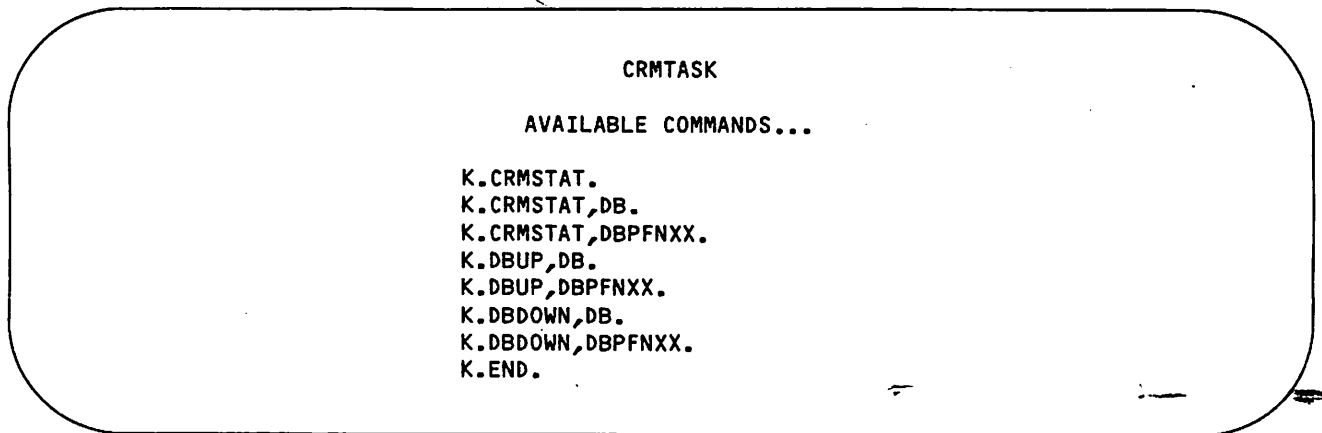 CRMTASK
AVAILABLE COMMANDS...
K.CRMSTAT.
K.CRMSTAT,DB.
K.CRMSTAT,DBPFNXX.
K.DBUP,DB.
K.DBUP,DBPFNXX.
K.DBDOWN,DB.
K.DBDOWN,DBPFNXX.
K.END.